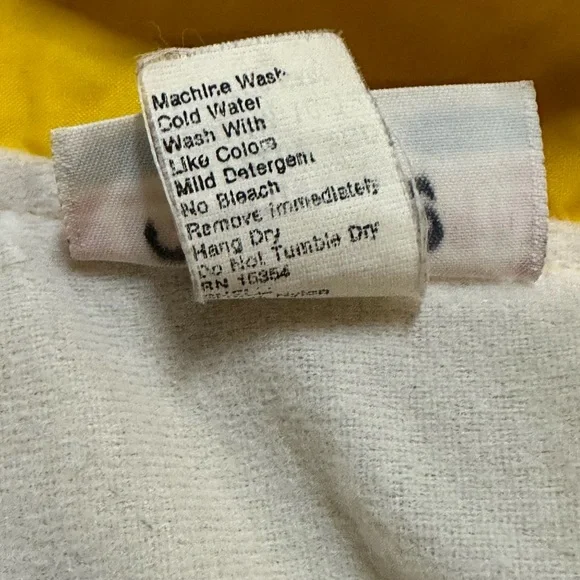 Machine Wash
Cold Water
Wash With
Like Colors
Mild Detergent
No Bleach
Remove Immediately
Hang Dry
Do Not Tumble Dry
RN 15354
Nylon